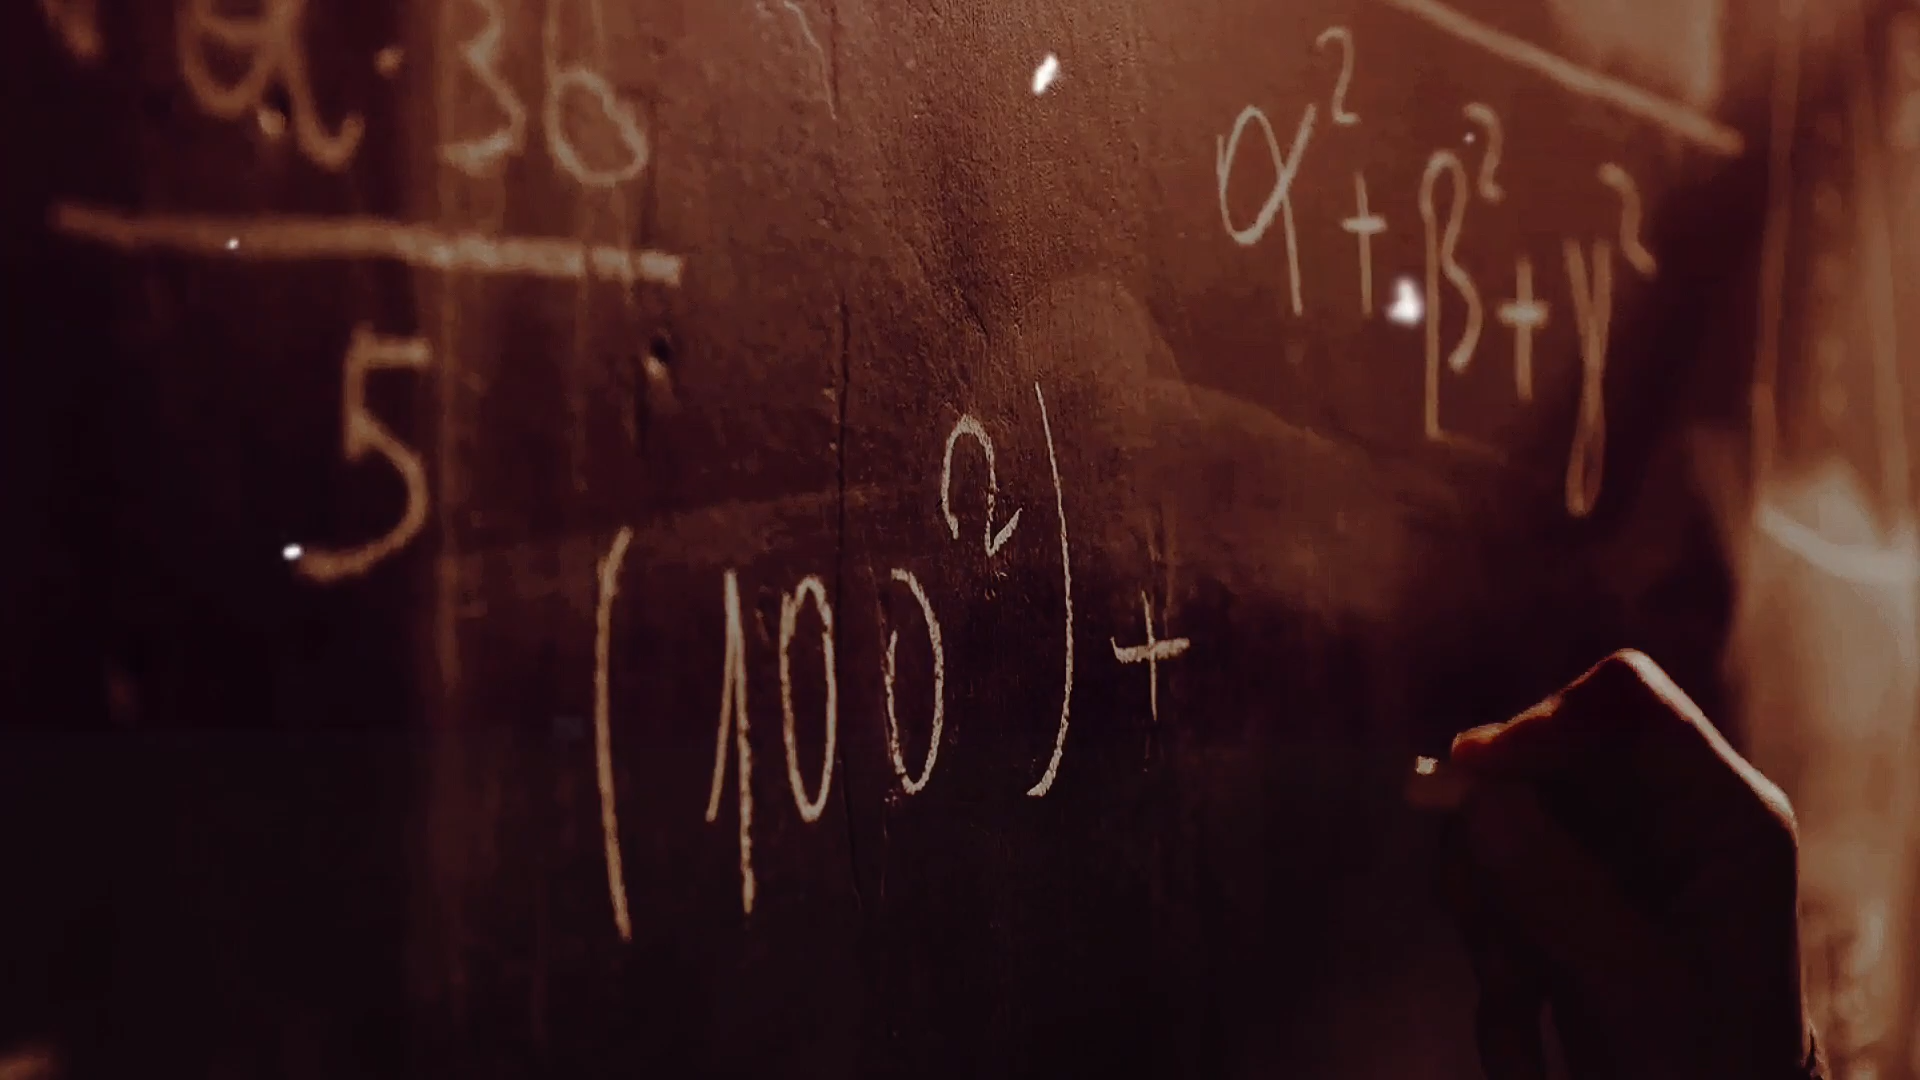 α² + β² + γ²
36
5
(100²) +